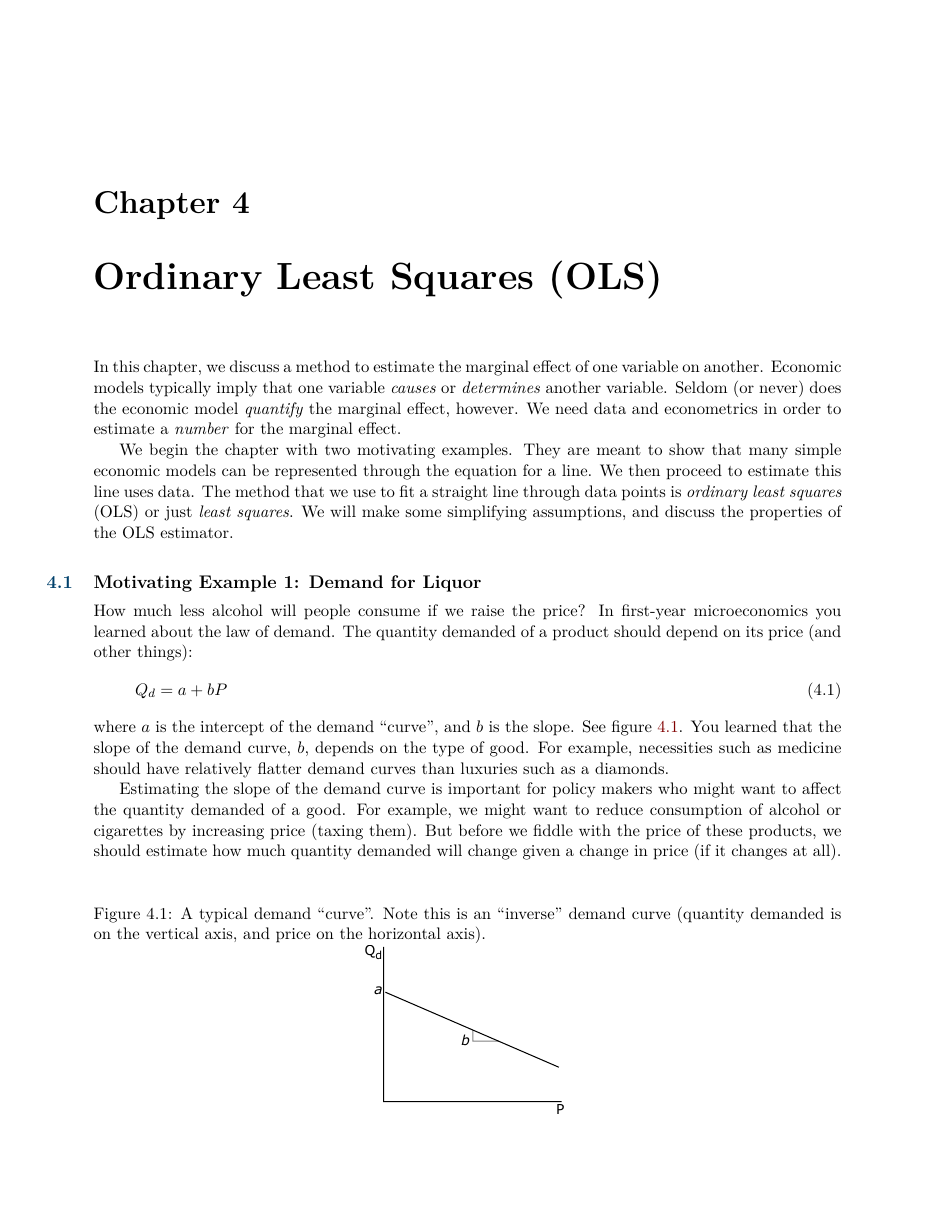 Chapter 4
Ordinary Least Squares (OLS)
In this chapter, we discuss a method to estimate the marginal effect of one variable on another. Economic
models typically imply that one variable causes or determines another variable. Seldom (or never) does
the economic model quantify the marginal effect, however. We need data and econometrics in order to
estimate a number for the marginal effect.
We begin the chapter with two motivating examples. They are meant to show that many simple
economic models can be represented through the equation for a line. We then proceed to estimate this
line uses data. The method that we use to fit a straight line through data points is ordinary least squares
(OLS) or just least squares. We will make some simplifying assumptions, and discuss the properties of
the OLS estimator.
4.1 Motivating Example 1: Demand for Liquor
How much less alcohol will people consume if we raise the price? In first-year microeconomics you
learned about the law of demand. The quantity demanded of a product should depend on its price (and
other things):
Q_d = a + bP (4.1)
where a is the intercept of the demand “curve”, and b is the slope. See figure 4.1. You learned that the
slope of the demand curve, b, depends on the type of good. For example, necessities such as medicine
should have relatively flatter demand curves than luxuries such as a diamonds.
Estimating the slope of the demand curve is important for policy makers who might want to affect
the quantity demanded of a good. For example, we might want to reduce consumption of alcohol or
cigarettes by increasing price (taxing them). But before we fiddle with the price of these products, we
should estimate how much quantity demanded will change given a change in price (if it changes at all).
Figure 4.1: A typical demand “curve”. Note this is an “inverse” demand curve (quantity demanded is
on the vertical axis, and price on the horizontal axis).
Q_d
a
b
P